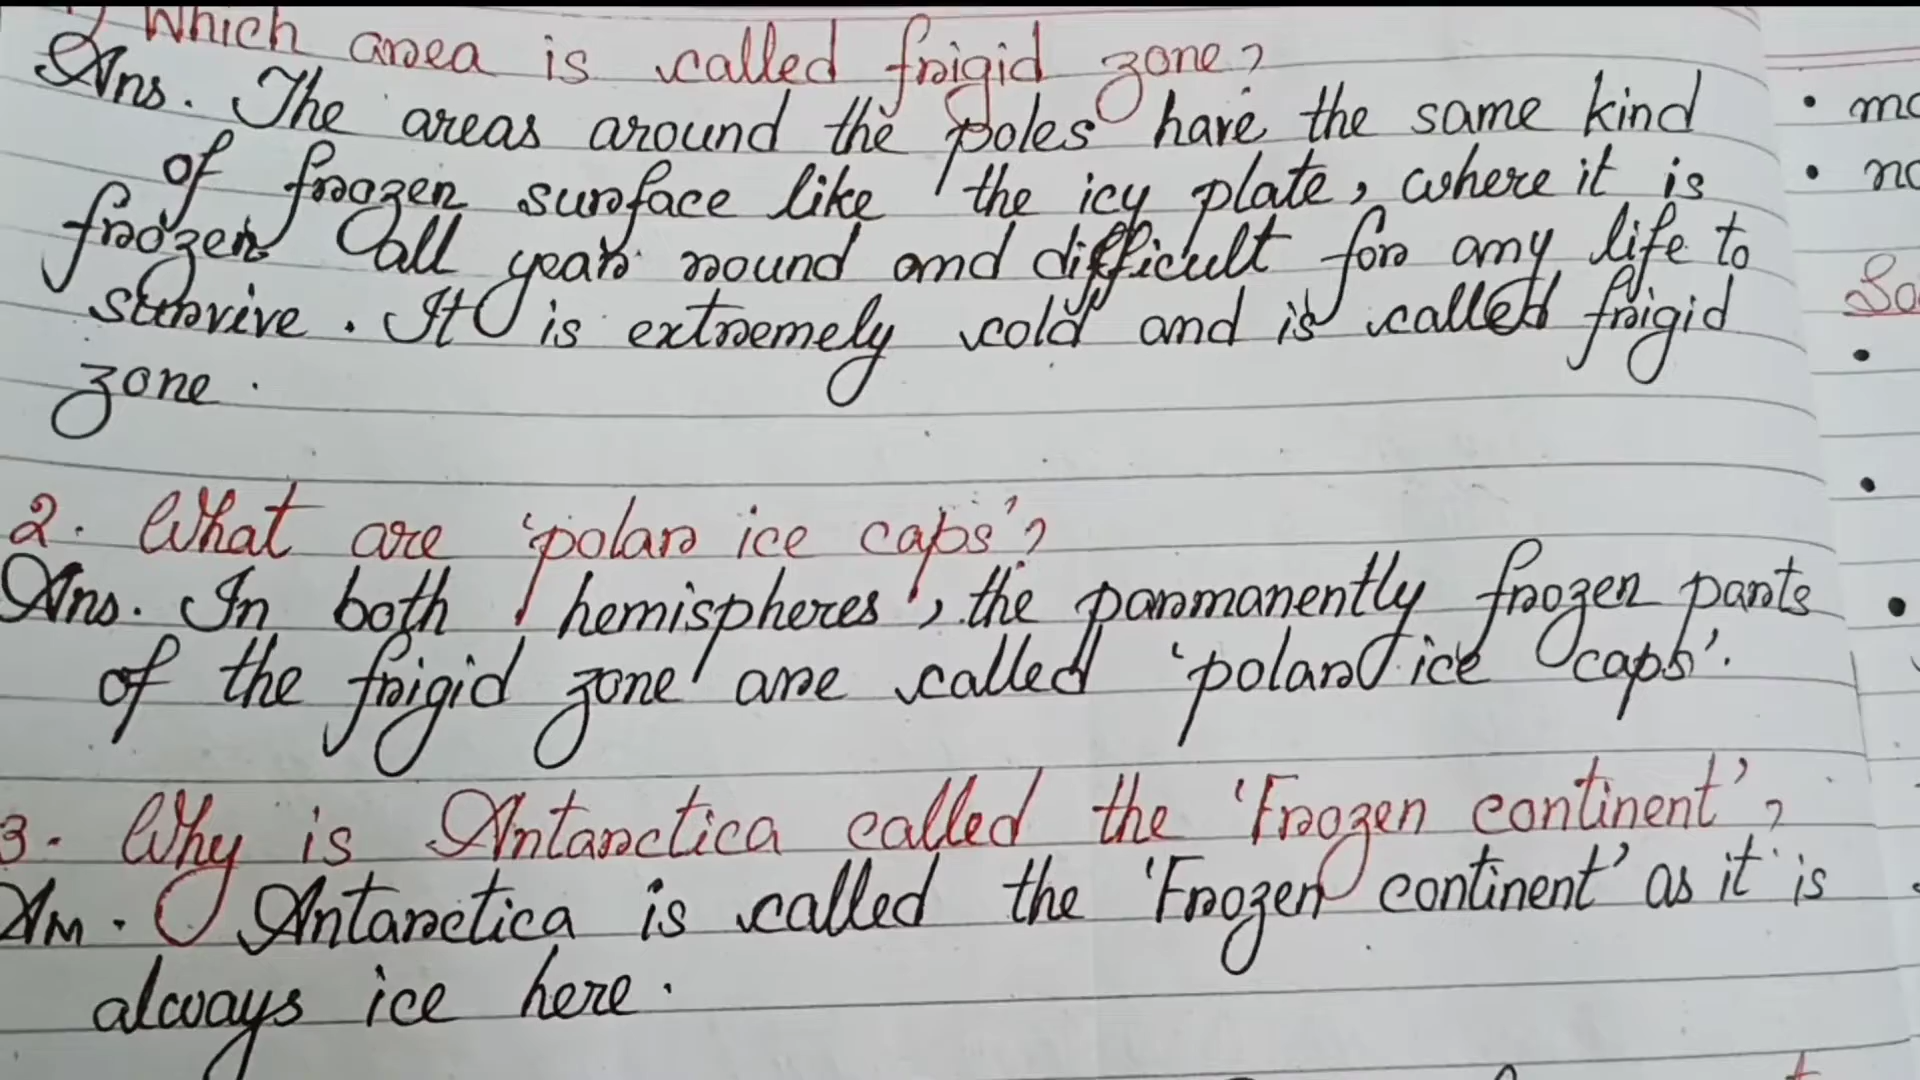 Which area is called frigid zone?
Ans. The areas around the poles have the same kind
of frozen surface like the icy plate, where it is
frozen all year round and difficult for any life to
survive. It is extremely cold and is called frigid
zone.
2. What are 'polar ice caps'?
Ans. In both hemispheres, the parmanently frozen parts
of the frigid zone are called 'polar ice caps'.
3. Why is Antarctica called the 'Frozen continent'?
Ans. Antarctica is called the 'Frozen continent' as it is
always ice here.